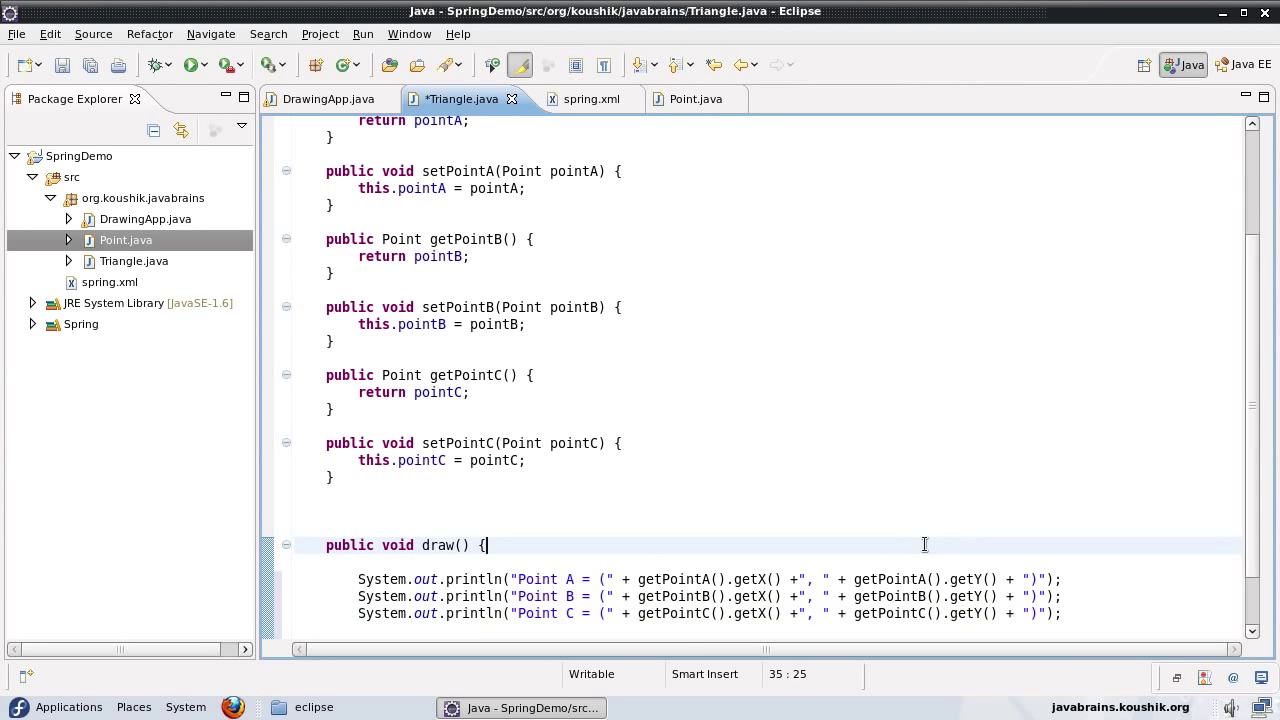 Java - SpringDemo/src/org/koushik/javabrains/Triangle.java - Eclipse
File Edit Source Refactor Navigate Search Project Run Window Help
Java Java EE
Package Explorer
DrawingApp.java *Triangle.java spring.xml Point.java
SpringDemo
src
org.koushik.javabrains
DrawingApp.java
Point.java
Triangle.java
spring.xml
JRE System Library [JavaSE-1.6]
Spring
return pointA;
}
public void setPointA(Point pointA) {
this.pointA = pointA;
}
public Point getPointB() {
return pointB;
}
public void setPointB(Point pointB) {
this.pointB = pointB;
}
public Point getPointC() {
return pointC;
}
public void setPointC(Point pointC) {
this.pointC = pointC;
}
public void draw() {
System.out.println("Point A = (" + getPointA().getX() +", " + getPointA().getY() + ")");
System.out.println("Point B = (" + getPointB().getX() +", " + getPointB().getY() + ")");
System.out.println("Point C = (" + getPointC().getX() +", " + getPointC().getY() + ")");
Writable Smart Insert 35 : 25
Applications Places System eclipse Java - SpringDemo/src... javabrains.koushik.org